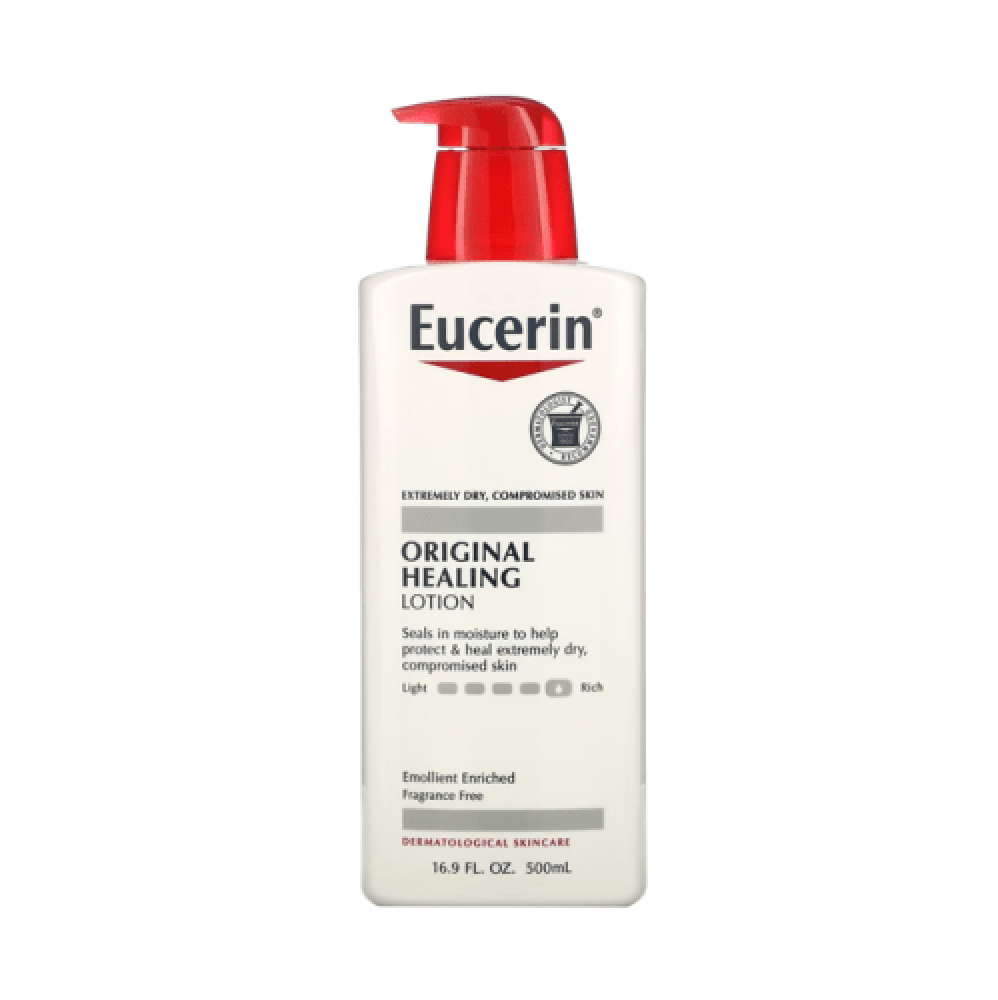 Eucerin®
EXTREMELY DRY, COMPROMISED SKIN
ORIGINAL
HEALING
LOTION
Seals in moisture to help
protect & heal extremely dry,
compromised skin
Light Rich
Emollient Enriched
Fragrance Free
DERMATOLOGICAL SKINCARE
16.9 FL. OZ. 500mL